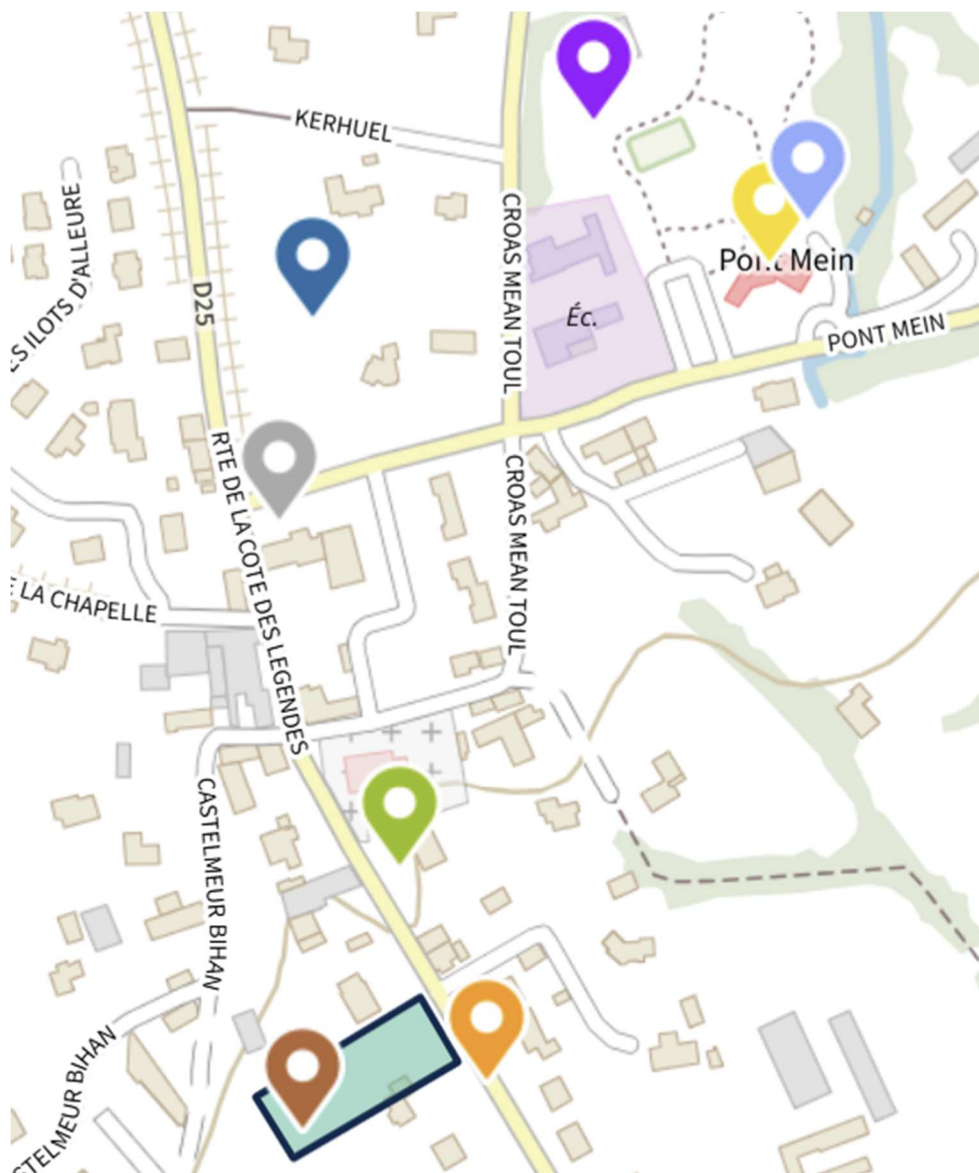 KERHUEL
CROAS MEAN TOUL
ES ILOTS D'ALLEURE
D25
Pont Mein
Éc.
PONT MEIN
RTE DE LA COTE DES LEGENDES
CROAS MEAN TOUL
E LA CHAPELLE
CASTELMEUR BIHAN
STELMEUR BIHAN